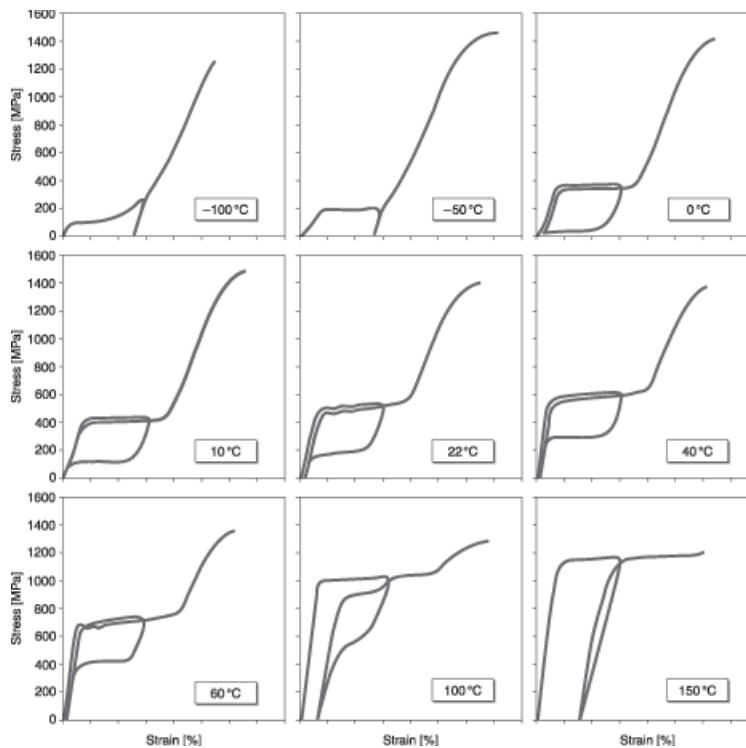 1600
1400
1200
1000
800
600
400
200
0
Stress [MPa]
−100 °C
−50 °C
0 °C
1600
1400
1200
1000
800
600
400
200
0
Stress [MPa]
10 °C
22 °C
40 °C
1600
1400
1200
1000
800
600
400
200
0
Stress [MPa]
60 °C
100 °C
150 °C
Strain [%]
Strain [%]
Strain [%]